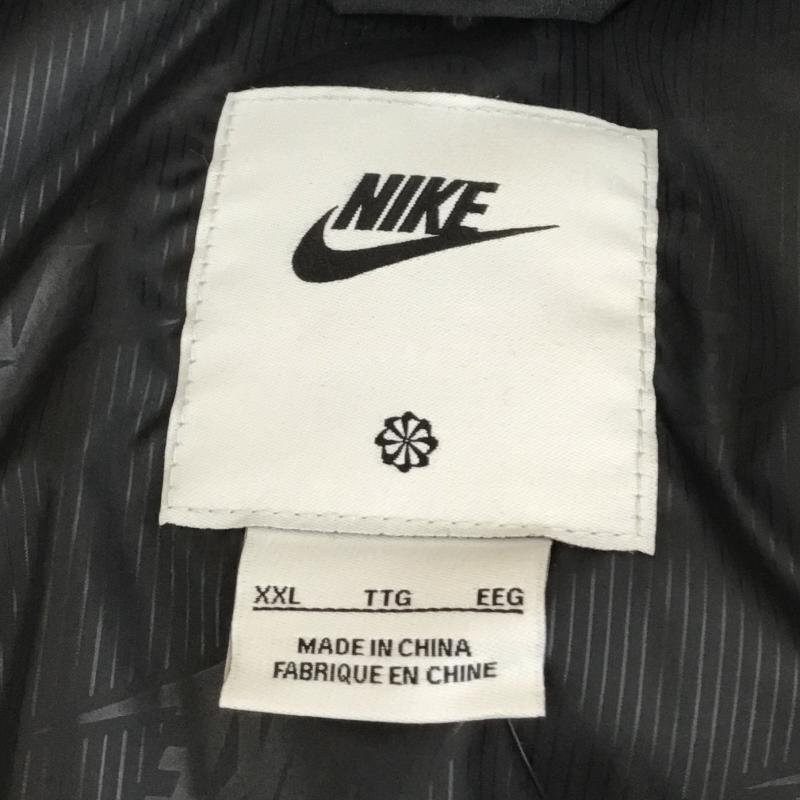 NIKE
XXL TTG EEG
MADE IN CHINA
FABRIQUE EN CHINE